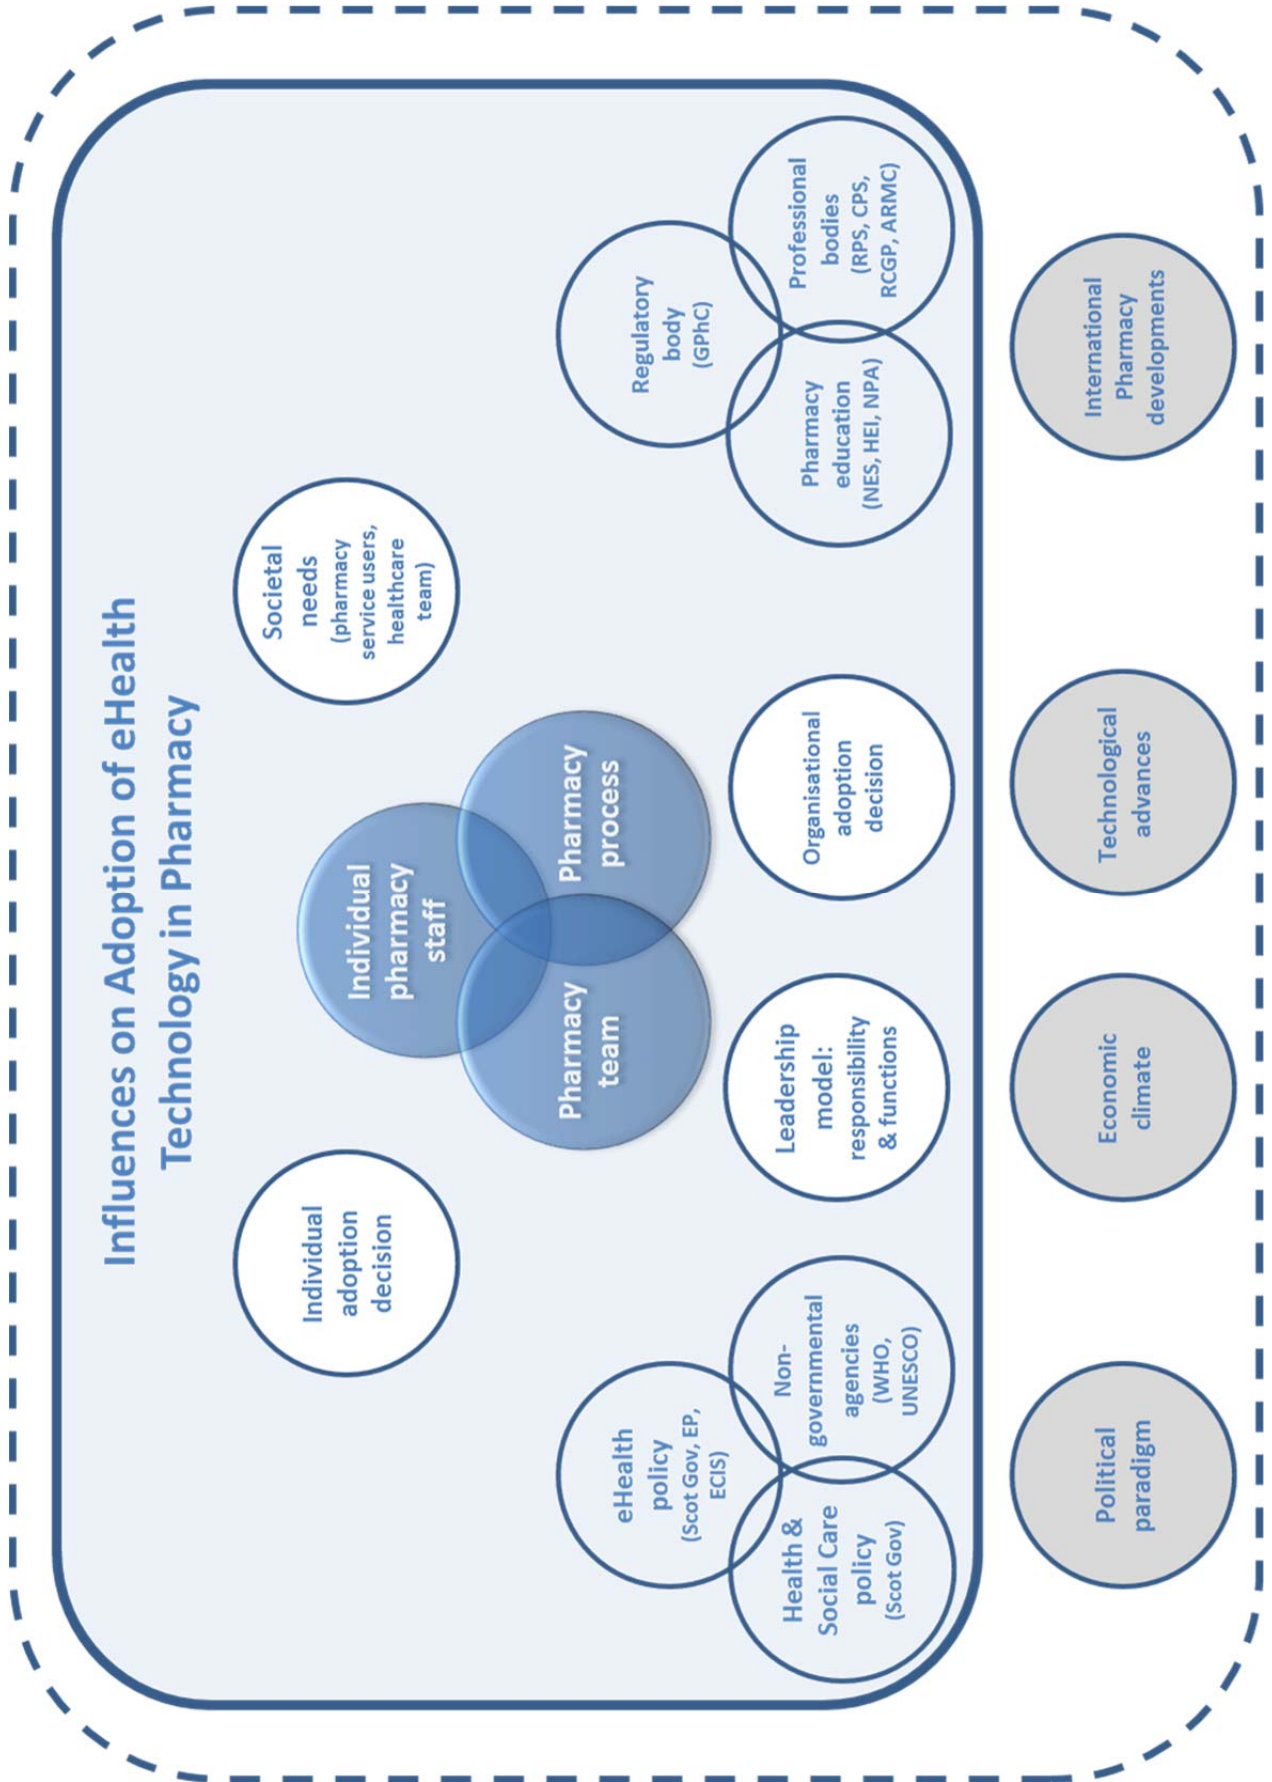 Influences on Adoption of eHealth
Technology in Pharmacy
Individual
adoption
decision
Societal
needs
(pharmacy
service users,
healthcare
team)
Individual
pharmacy
staff
Pharmacy
team
Pharmacy
process
eHealth
policy
(Scot Gov, EP,
ECIS)
Health &
Social Care
policy
(Scot Gov)
Non-
governmental
agencies
(WHO,
UNESCO)
Leadership
model:
responsibility
& functions
Organisational
adoption
decision
Regulatory
body
(GPhC)
Pharmacy
education
(NES, HEI, NPA)
Professional
bodies
(RPS, CPS,
RCGP, ARMC)
Political
paradigm
Economic
climate
Technological
advances
International
Pharmacy
developments